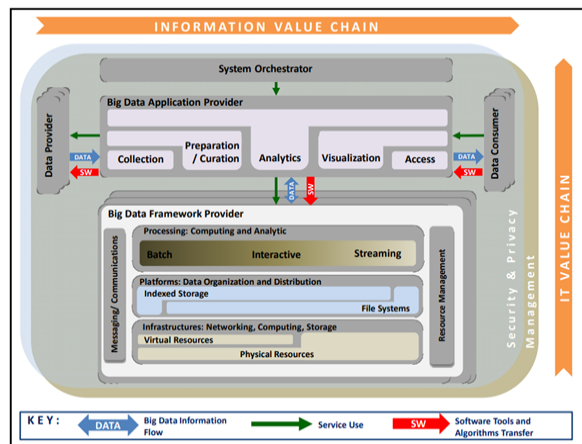 INFORMATION VALUE CHAIN
System Orchestrator
Big Data Application Provider
Collection
Preparation
/ Curation
Analytics
Visualization
Access
Data Provider
DATA
SW
Data Consumer
DATA
SW
DATA
SW
Big Data Framework Provider
Messaging/ Communications
Processing: Computing and Analytic
Batch
Interactive
Streaming
Platforms: Data Organization and Distribution
Indexed Storage
File Systems
Infrastructures: Networking, Computing, Storage
Virtual Resources
Physical Resources
Resource Management
Security & Privacy
Management
IT VALUE CHAIN
KEY:
DATA
Big Data Information
Flow
Service Use
SW
Software Tools and
Algorithms Transfer